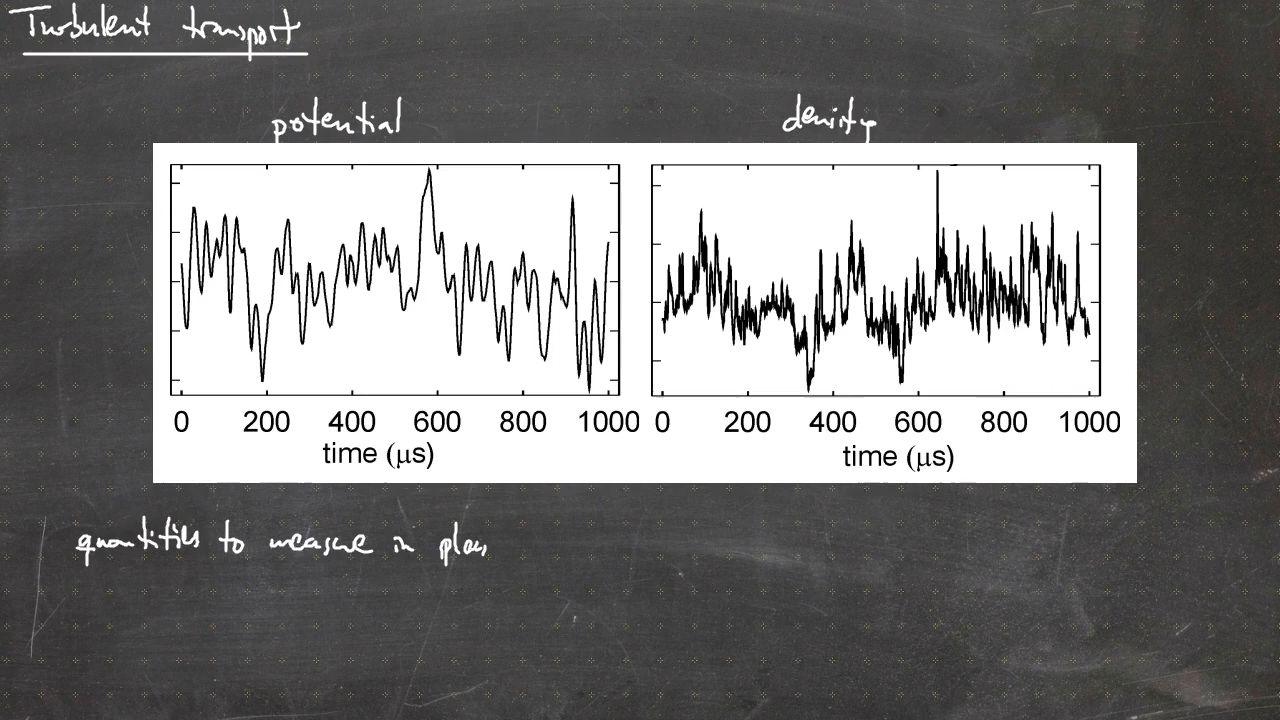 Turbulent transport
potential density
0 200 400 600 800 1000 0 200 400 600 800 1000
time (μs) time (μs)
quantities to measure in plas